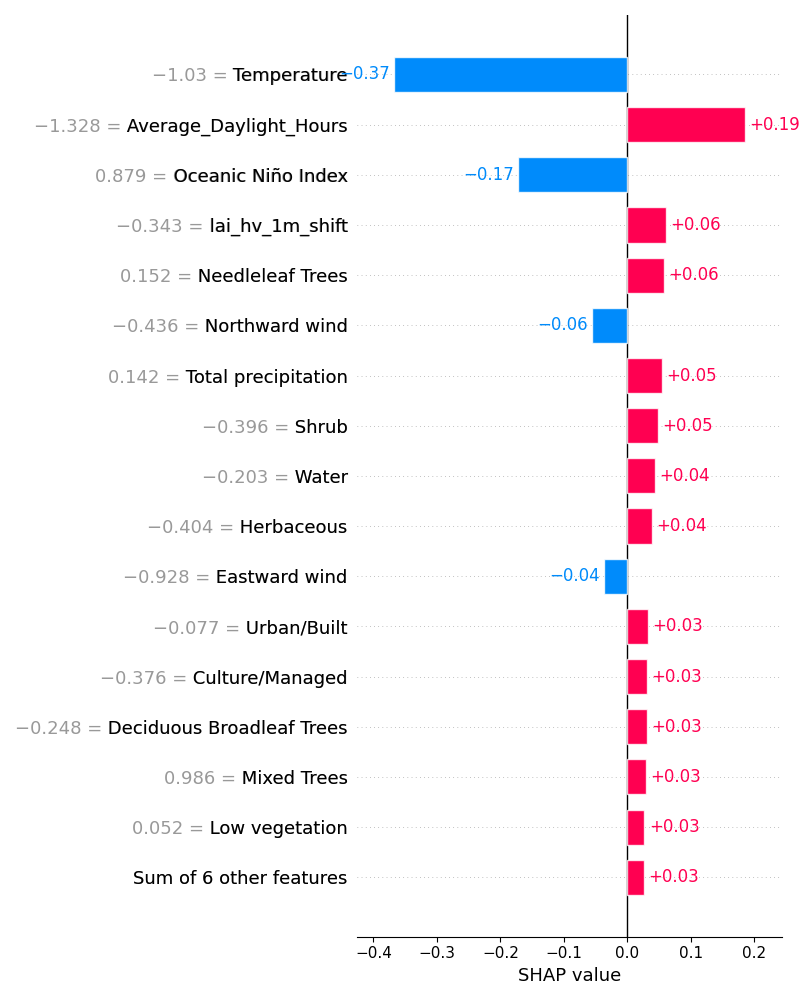 −1.03 = Temperature −0.37
−1.328 = Average_Daylight_Hours +0.19
0.879 = Oceanic Niño Index −0.17
−0.343 = lai_hv_1m_shift +0.06
0.152 = Needleleaf Trees +0.06
−0.436 = Northward wind −0.06
0.142 = Total precipitation +0.05
−0.396 = Shrub +0.05
−0.203 = Water +0.04
−0.404 = Herbaceous +0.04
−0.928 = Eastward wind −0.04
−0.077 = Urban/Built +0.03
−0.376 = Culture/Managed +0.03
−0.248 = Deciduous Broadleaf Trees +0.03
0.986 = Mixed Trees +0.03
0.052 = Low vegetation +0.03
Sum of 6 other features +0.03
−0.4 −0.3 −0.2 −0.1 0.0 0.1 0.2
SHAP value